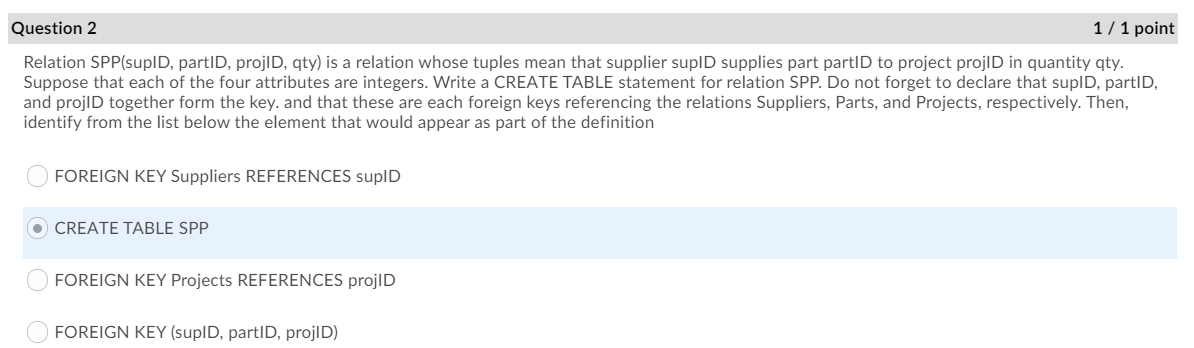 Question 2
1 / 1 point
Relation SPP(supID, partID, projID, qty) is a relation whose tuples mean that supplier supID supplies part partID to project projID in quantity qty.
Suppose that each of the four attributes are integers. Write a CREATE TABLE statement for relation SPP. Do not forget to declare that supID, partID,
and projID together form the key. and that these are each foreign keys referencing the relations Suppliers, Parts, and Projects, respectively. Then,
identify from the list below the element that would appear as part of the definition
FOREIGN KEY Suppliers REFERENCES supID
CREATE TABLE SPP
FOREIGN KEY Projects REFERENCES projID
FOREIGN KEY (supID, partID, projID)